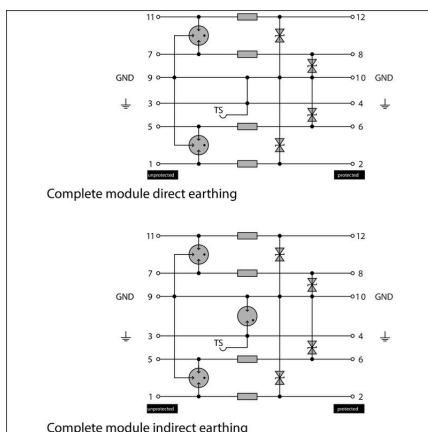 11 12
7 8
GND 9 10 GND
3 4
TS
5 6
1 2
unprotected protected
Complete module direct earthing
11 12
7 8
GND 9 10 GND
3 4
TS
5 6
1 2
unprotected protected
Complete module indirect earthing